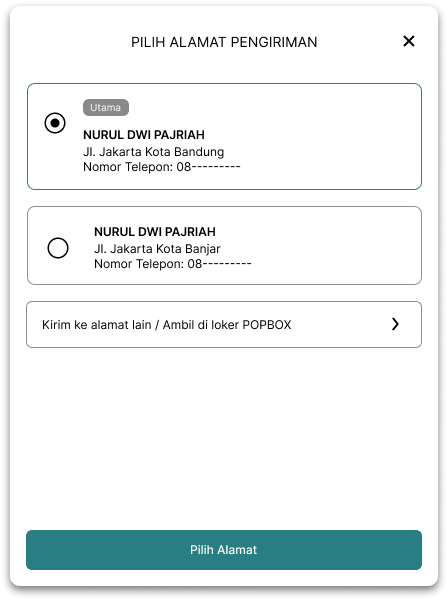 PILIH ALAMAT PENGIRIMAN
Utama
NURUL DWI PAJRIAH
Jl. Jakarta Kota Bandung
Nomor Telepon: 08---------
NURUL DWI PAJRIAH
Jl. Jakarta Kota Banjar
Nomor Telepon: 08---------
Kirim ke alamat lain / Ambil di loker POPBOX
Pilih Alamat